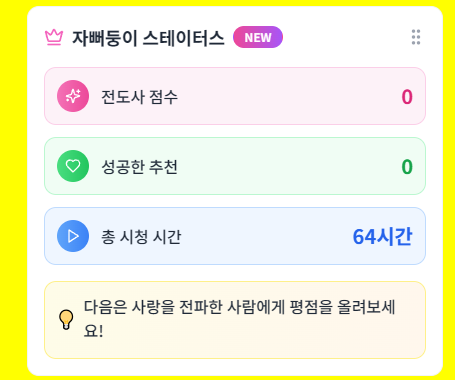 자뻐둥이 스테이터스 NEW
전도사 점수 0
성공한 추천 0
총 시청 시간 64시간
다음은 사랑을 전파한 사람에게 평점을 올려보세
요!